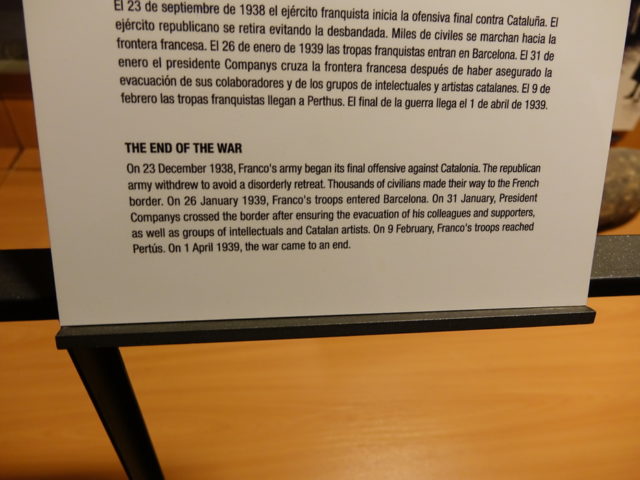 El 23 de septiembre de 1938 el ejército franquista inicia la ofensiva final contra Cataluña. El
ejército republicano se retira evitando la desbandada. Miles de civiles se marchan hacia la
frontera francesa. El 26 de enero de 1939 las tropas franquistas entran en Barcelona. El 31 de
enero el presidente Companys cruza la frontera francesa después de haber asegurado la
evacuación de sus colaboradores y de los grupos de intelectuales y artistas catalanes. El 9 de
febrero las tropas franquistas llegan a Perthus. El final de la guerra llega el 1 de abril de 1939.
THE END OF THE WAR
On 23 December 1938, Franco's army began its final offensive against Catalonia. The republican
army withdrew to avoid a disorderly retreat. Thousands of civilians made their way to the French
border. On 26 January 1939, Franco's troops entered Barcelona. On 31 January, President
Companys crossed the border after ensuring the evacuation of his colleagues and supporters,
as well as groups of intellectuals and Catalan artists. On 9 February, Franco's troops reached
Pertús. On 1 April 1939, the war came to an end.